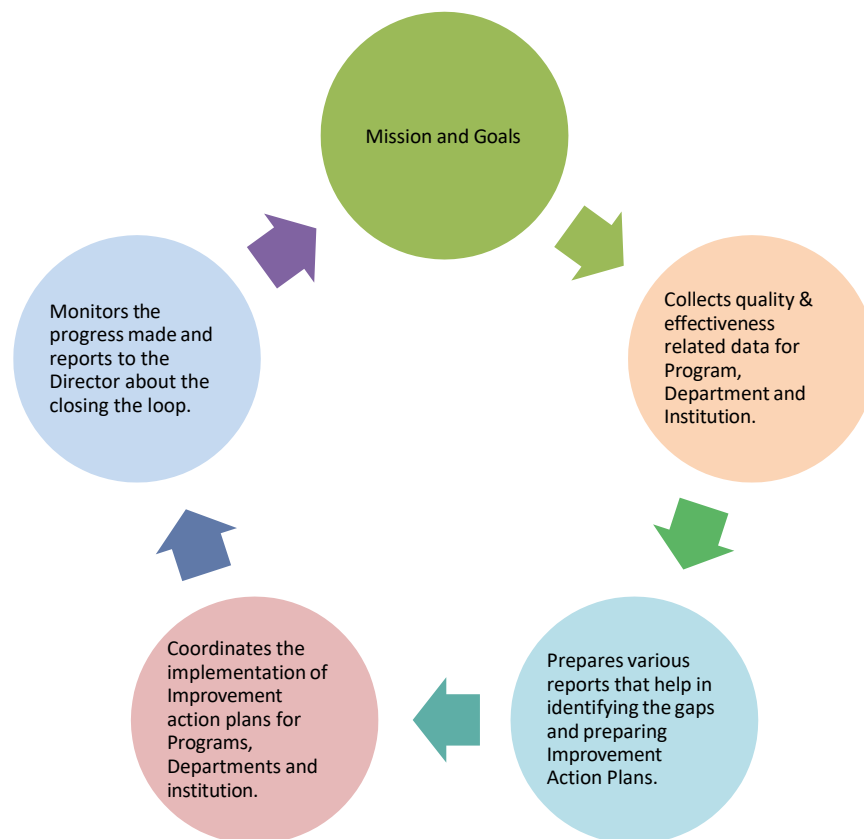 Mission and Goals
Collects quality &
effectiveness
related data for
Program,
Department and
Institution.
Prepares various
reports that help in
identifying the gaps
and preparing
Improvement
Action Plans.
Coordinates the
implementation of
Improvement
action plans for
Programs,
Departments and
institution.
Monitors the
progress made and
reports to the
Director about the
closing the loop.